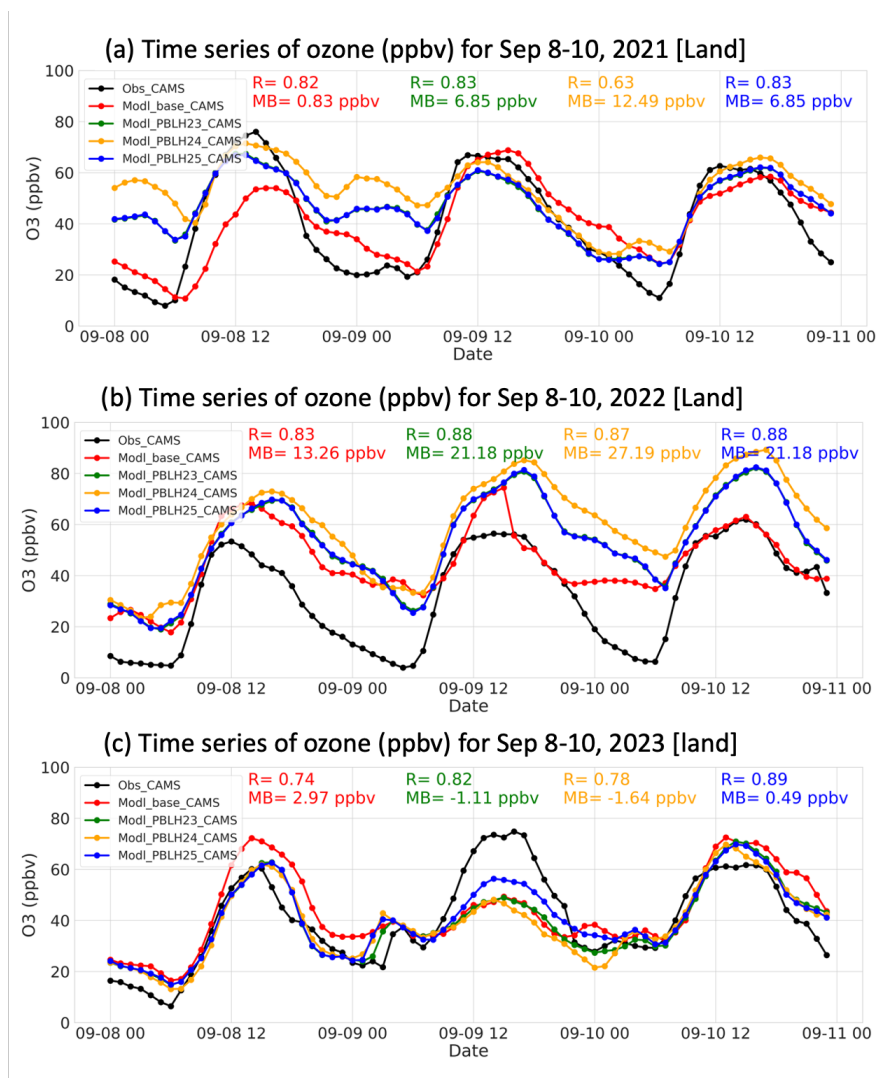 (a) Time series of ozone (ppbv) for Sep 8-10, 2021 [Land]
O3 (ppbv)
100
80
60
40
20
0
Obs_CAMS
Modl_base_CAMS
Modl_PBLH23_CAMS
Modl_PBLH24_CAMS
Modl_PBLH25_CAMS
R= 0.82
MB= 0.83 ppbv
R= 0.83
MB= 6.85 ppbv
R= 0.63
MB= 12.49 ppbv
R= 0.83
MB= 6.85 ppbv
09-08 00 09-08 12 09-09 00 09-09 12 09-10 00 09-10 12 09-11 00
Date
(b) Time series of ozone (ppbv) for Sep 8-10, 2022 [Land]
O3 (ppbv)
100
80
60
40
20
0
Obs_CAMS
Modl_base_CAMS
Modl_PBLH23_CAMS
Modl_PBLH24_CAMS
Modl_PBLH25_CAMS
R= 0.83
MB= 13.26 ppbv
R= 0.88
MB= 21.18 ppbv
R= 0.87
MB= 27.19 ppbv
R= 0.88
MB= 21.18 ppbv
09-08 00 09-08 12 09-09 00 09-09 12 09-10 00 09-10 12 09-11 00
Date
(c) Time series of ozone (ppbv) for Sep 8-10, 2023 [land]
O3 (ppbv)
100
80
60
40
20
0
Obs_CAMS
Modl_base_CAMS
Modl_PBLH23_CAMS
Modl_PBLH24_CAMS
Modl_PBLH25_CAMS
R= 0.74
MB= 2.97 ppbv
R= 0.82
MB= -1.11 ppbv
R= 0.78
MB= -1.64 ppbv
R= 0.89
MB= 0.49 ppbv
09-08 00 09-08 12 09-09 00 09-09 12 09-10 00 09-10 12 09-11 00
Date